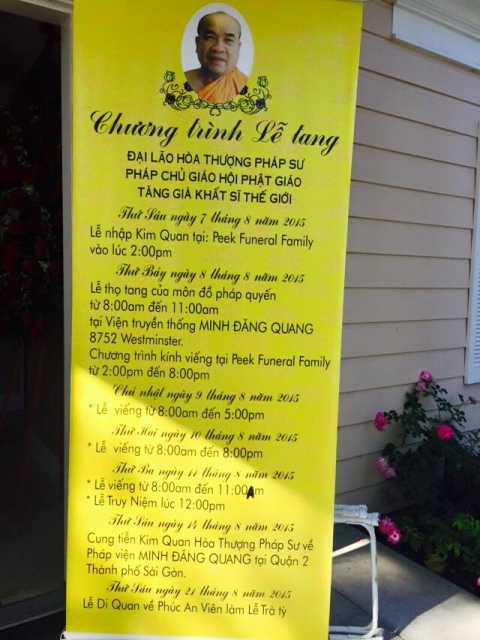 Chương trình Lễ tang
ĐẠI LÃO HÒA THƯỢNG PHÁP SƯ
PHÁP CHỦ GIÁO HỘI PHẬT GIÁO
TĂNG GIÀ KHẤT SĨ THẾ GIỚI
Thứ Sáu ngày 7 tháng 8 năm 2015
Lễ nhập Kim Quan tại: Peek Funeral Family
vào lúc 2:00pm
Thứ Bảy ngày 8 tháng 8 năm 2015
Lễ thọ tang của môn đồ pháp quyến
từ 8:00am đến 11:00am
tại Viện truyền thống MINH ĐĂNG QUANG
8752 Westminster.
Chương trình kính viếng tại Peek Funeral Family
từ 2:00pm đến 8:00pm
Chủ nhật ngày 9 tháng 8 năm 2015
* Lễ viếng từ 8:00am đến 5:00pm
Thứ Hai ngày 10 tháng 8 năm 2015
* Lễ viếng từ 8:00am đến 8:00pm
Thứ Ba ngày 11 tháng 8 năm 2015
* Lễ viếng từ 8:00am đến 11:00Am
* Lễ Truy Niệm lúc 12:00pm
Thứ Sáu ngày 14 tháng 8 năm 2015
Cung tiễn Kim Quan Hòa Thượng Pháp Sư về
Pháp viện MINH ĐĂNG QUANG tại Quận 2
Thành phố Sài Gòn.
Thứ Sáu ngày 21 tháng 8 năm 2015
Lễ Di Quan về Phúc An Viên làm Lễ Trà tỳ